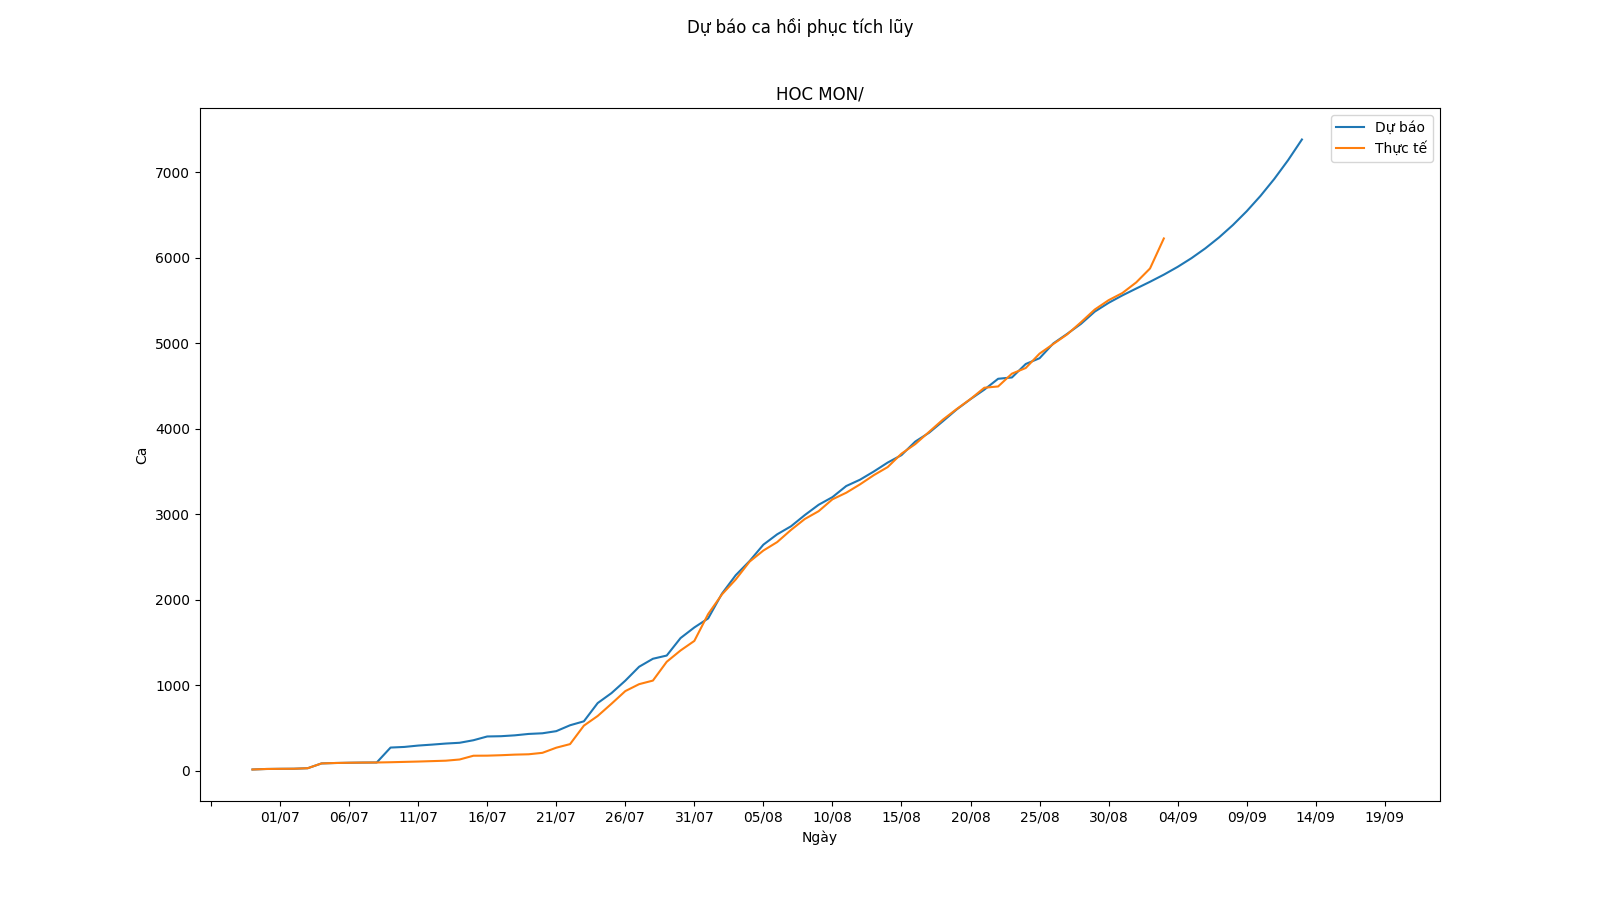 Dự báo ca hồi phục tích lũy
HOC MON/
Dự báo
Thực tế
7000
6000
5000
4000
3000
2000
1000
0
Ca
01/07 06/07 11/07 16/07 21/07 26/07 31/07 05/08 10/08 15/08 20/08 25/08 30/08 04/09 09/09 14/09 19/09
Ngày